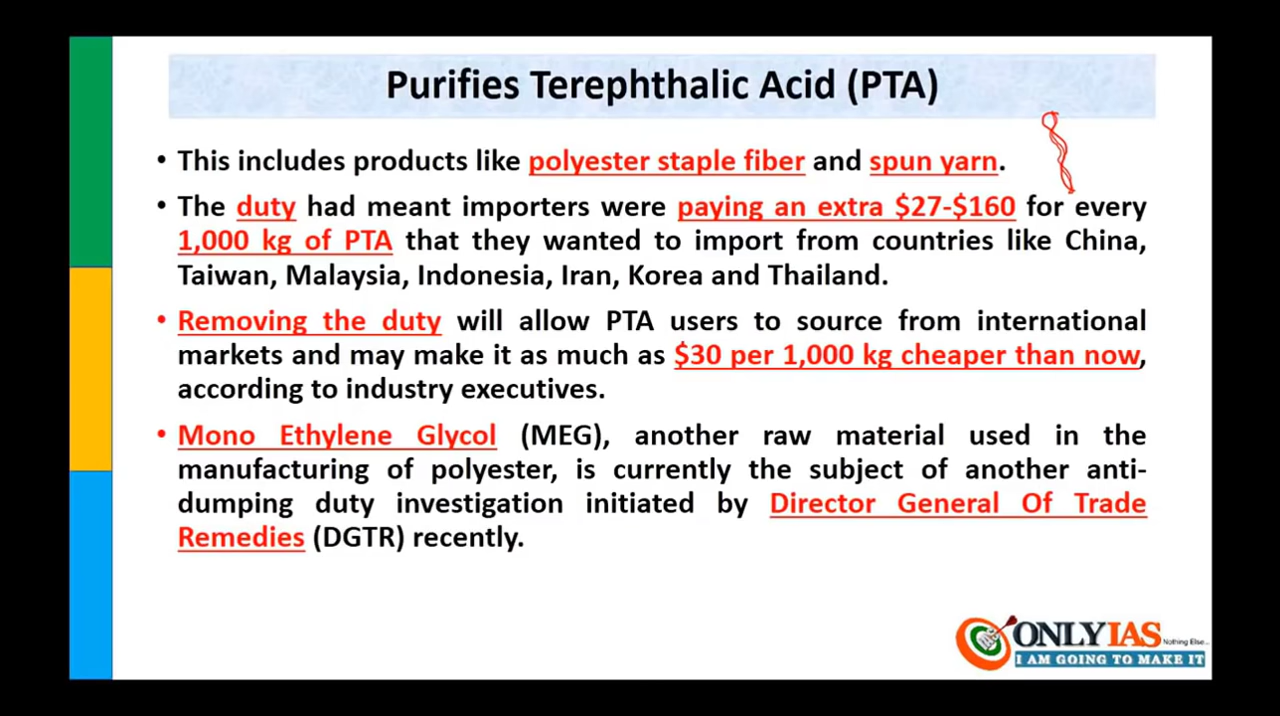 Purifies Terephthalic Acid (PTA)
• This includes products like polyester staple fiber and spun yarn.
• The duty had meant importers were paying an extra $27-$160 for every
1,000 kg of PTA that they wanted to import from countries like China,
Taiwan, Malaysia, Indonesia, Iran, Korea and Thailand.
• Removing the duty will allow PTA users to source from international
markets and may make it as much as $30 per 1,000 kg cheaper than now,
according to industry executives.
• Mono Ethylene Glycol (MEG), another raw material used in the
manufacturing of polyester, is currently the subject of another anti-
dumping duty investigation initiated by Director General Of Trade
Remedies (DGTR) recently.
ONLYIAS Nothing Else..
I AM GOING TO MAKE IT